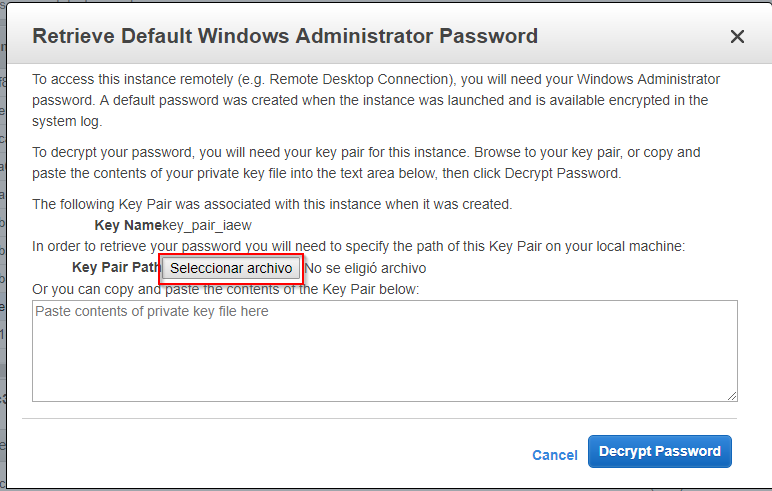 Retrieve Default Windows Administrator Password
To access this instance remotely (e.g. Remote Desktop Connection), you will need your Windows Administrator
password. A default password was created when the instance was launched and is available encrypted in the
system log.
To decrypt your password, you will need your key pair for this instance. Browse to your key pair, or copy and
paste the contents of your private key file into the text area below, then click Decrypt Password.
The following Key Pair was associated with this instance when it was created.
Key Name key_pair_iaew
In order to retrieve your password you will need to specify the path of this Key Pair on your local machine:
Key Pair Path Seleccionar archivo No se eligió archivo
Or you can copy and paste the contents of the Key Pair below:
Paste contents of private key file here
Cancel Decrypt Password